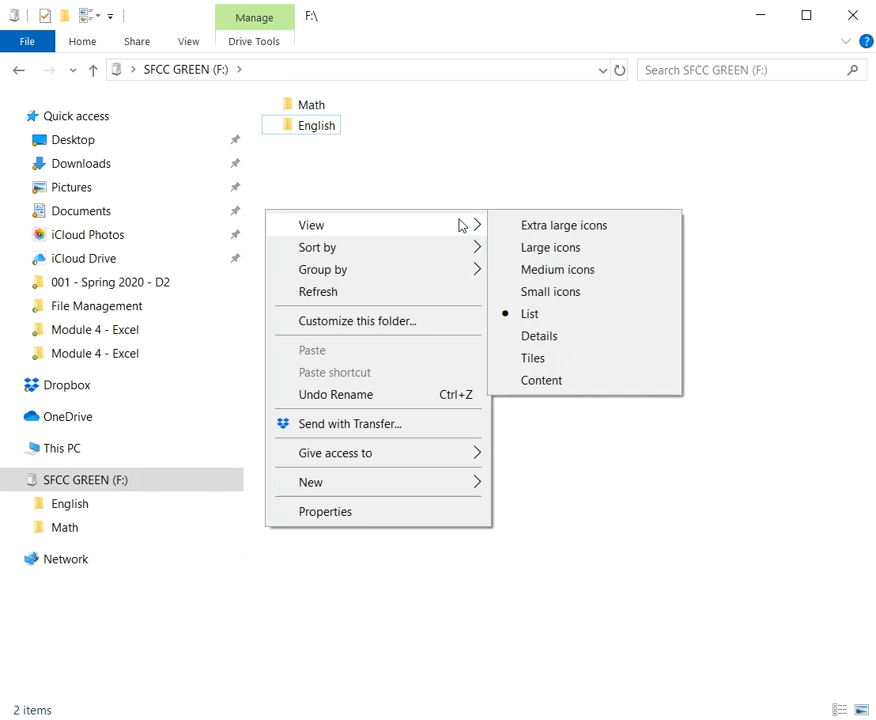 Manage
F:\
File
Home
Share
View
Drive Tools
SFCC GREEN (F:)
Search SFCC GREEN (F:)
Quick access
Desktop
Downloads
Pictures
Documents
iCloud Photos
iCloud Drive
001 - Spring 2020 - D2
File Management
Module 4 - Excel
Module 4 - Excel
Dropbox
OneDrive
This PC
SFCC GREEN (F:)
English
Math
Network
Math
English
View
Sort by
Group by
Refresh
Customize this folder...
Paste
Paste shortcut
Undo Rename Ctrl+Z
Send with Transfer...
Give access to
New
Properties
Extra large icons
Large icons
Medium icons
Small icons
List
Details
Tiles
Content
2 items